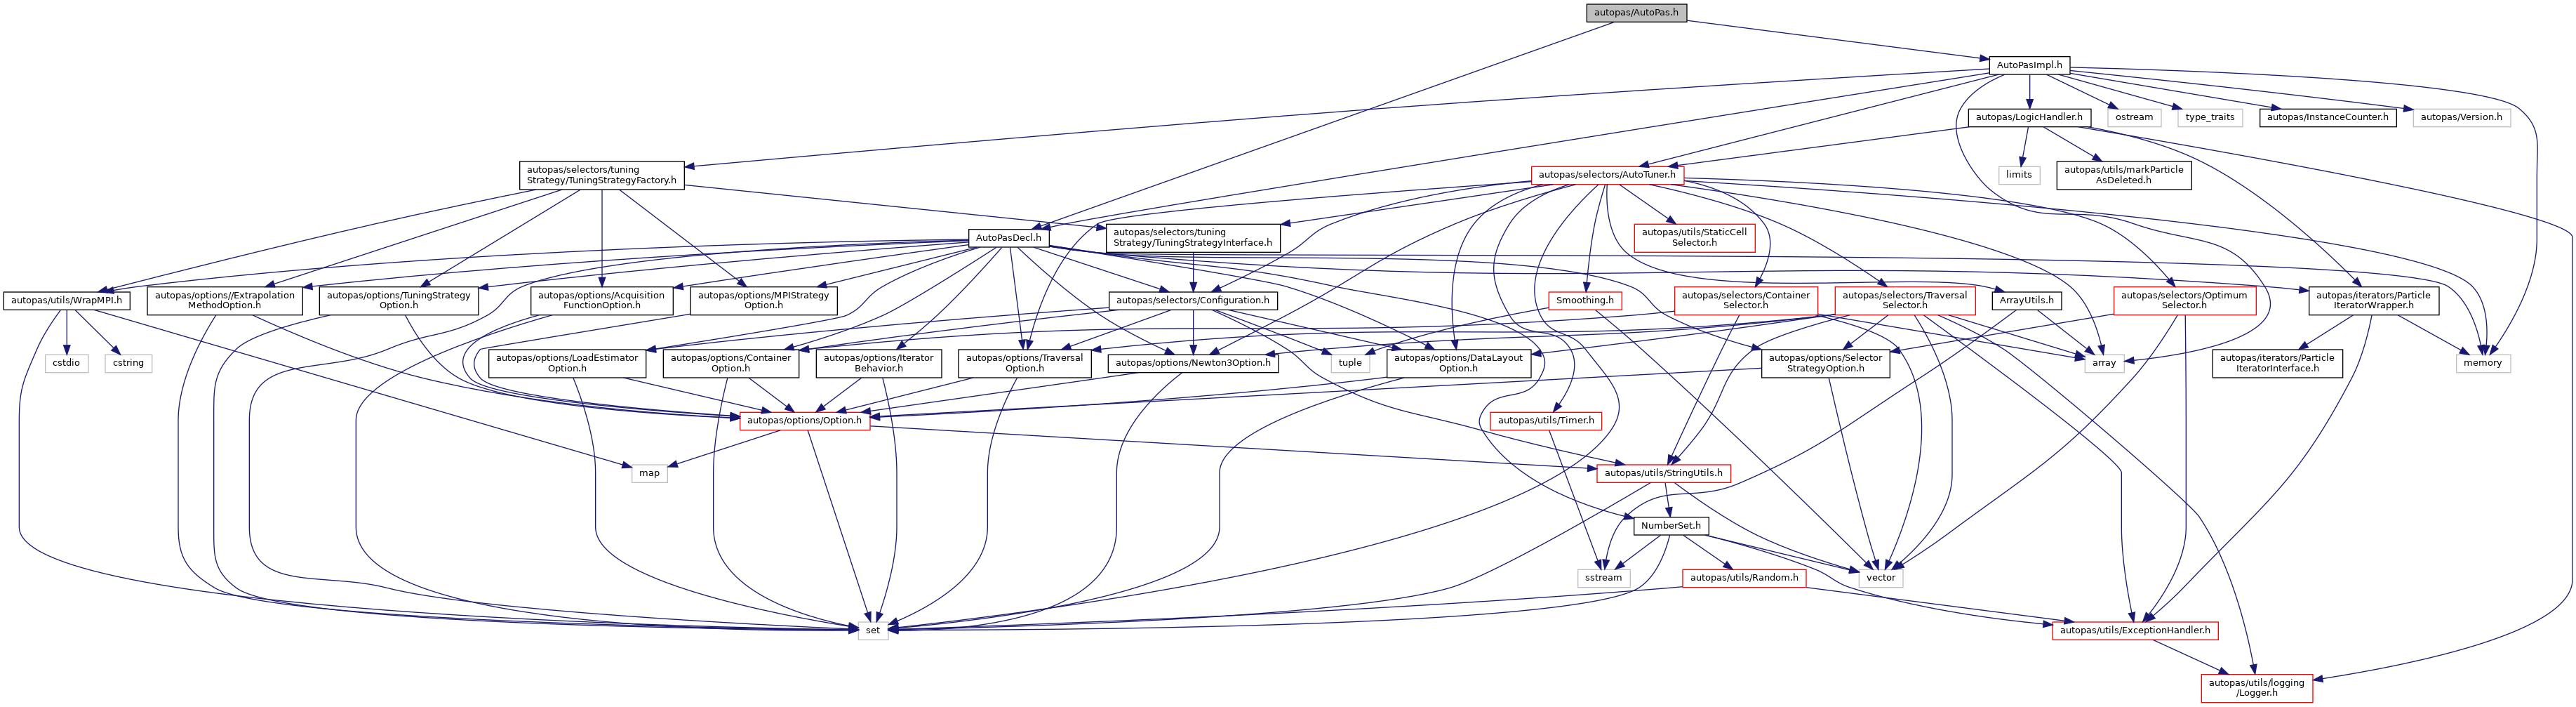 autopas/AutoPas.h
AutoPasImpl.h
autopas/LogicHandler.h
ostream
type_traits
autopas/InstanceCounter.h
autopas/Version.h
autopas/selectors/tuning
Strategy/TuningStrategyFactory.h
autopas/selectors/AutoTuner.h
limits
autopas/utils/markParticle
AsDeleted.h
AutoPasDecl.h
autopas/selectors/tuning
Strategy/TuningStrategyInterface.h
autopas/utils/StaticCell
Selector.h
autopas/utils/WrapMPI.h
autopas/options//Extrapolation
MethodOption.h
autopas/options/TuningStrategy
Option.h
autopas/options/Acquisition
FunctionOption.h
autopas/options/MPIStrategy
Option.h
autopas/selectors/Configuration.h
Smoothing.h
autopas/selectors/Container
Selector.h
autopas/selectors/Traversal
Selector.h
ArrayUtils.h
autopas/selectors/Optimum
Selector.h
autopas/iterators/Particle
IteratorWrapper.h
cstdio
cstring
autopas/options/LoadEstimator
Option.h
autopas/options/Container
Option.h
autopas/options/Iterator
Behavior.h
autopas/options/Traversal
Option.h
autopas/options/Newton3Option.h
tuple
autopas/options/DataLayout
Option.h
autopas/options/Selector
StrategyOption.h
array
autopas/iterators/Particle
IteratorInterface.h
memory
autopas/options/Option.h
autopas/utils/Timer.h
map
autopas/utils/StringUtils.h
NumberSet.h
sstream
autopas/utils/Random.h
vector
set
autopas/utils/ExceptionHandler.h
autopas/utils/logging
/Logger.h